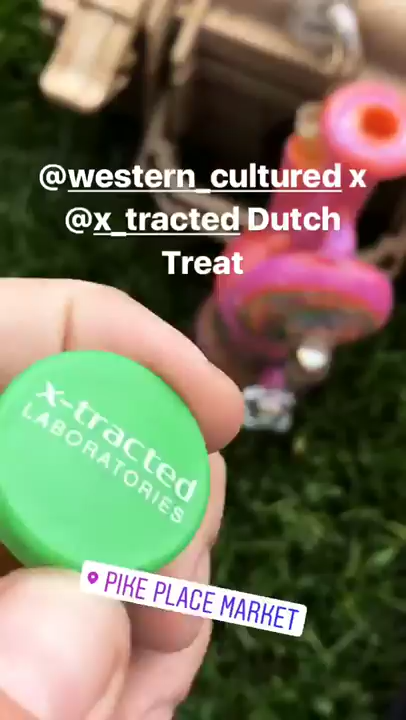 @western_cultured x
@x_tracted Dutch
Treat
x-tracted
LABORATORIES
PIKE PLACE MARKET